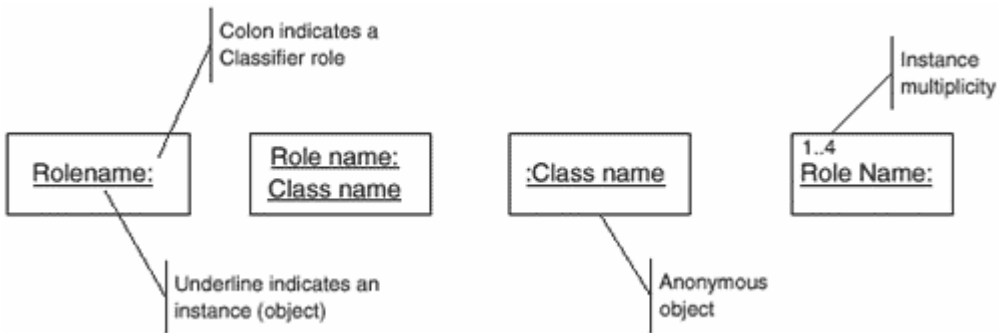 Colon indicates a
Classifier role
Instance
multiplicity
Rolename:
Role name:
Class name
:Class name
1..4
Role Name:
Underline indicates an
instance (object)
Anonymous
object